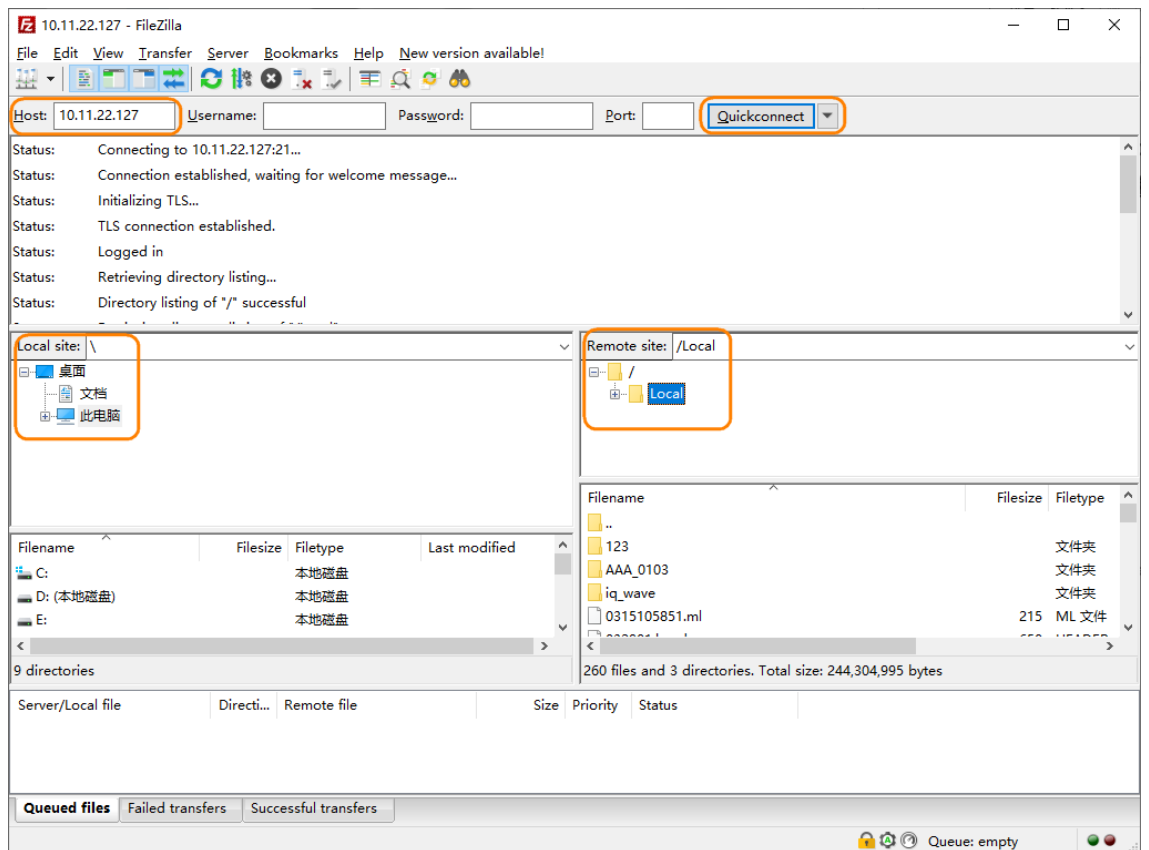 10.11.22.127 - FileZilla
File Edit View Transfer Server Bookmarks Help New version available!
Host: 10.11.22.127 Username: Password: Port: Quickconnect
Status: Connecting to 10.11.22.127:21...
Status: Connection established, waiting for welcome message...
Status: Initializing TLS...
Status: TLS connection established.
Status: Logged in
Status: Retrieving directory listing...
Status: Directory listing of "/" successful
Local site: \
桌面
文档
此电脑
Filename Filesize Filetype Last modified
C: 本地磁盘
D: (本地磁盘) 本地磁盘
E: 本地磁盘
9 directories
Remote site: /Local
/
Local
Filename Filesize Filetype
..
123 文件夹
AAA_0103 文件夹
iq_wave 文件夹
0315105851.ml 215 ML 文件
260 files and 3 directories. Total size: 244,304,995 bytes
Server/Local file Directi... Remote file Size Priority Status
Queued files Failed transfers Successful transfers
Queue: empty